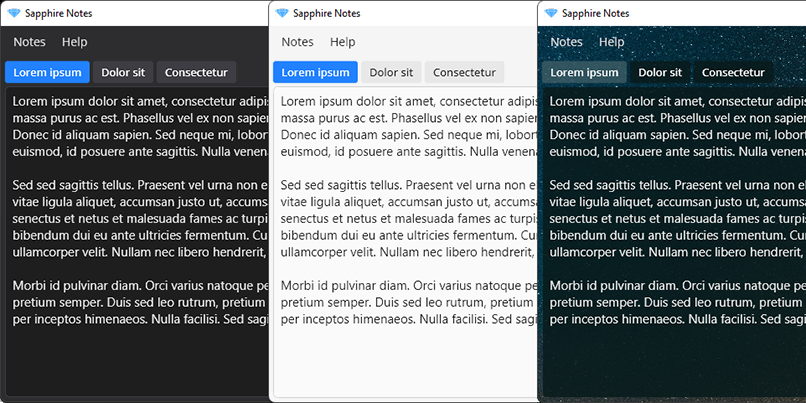 Sapphire Notes
Notes Help
Lorem ipsum Dolor sit Consectetur
Lorem ipsum dolor sit amet, consectetur adipis
massa purus ac est. Phasellus vel ex non sapien
Donec id aliquam sapien. Sed neque mi, lobort
euismod, id posuere ante sagittis. Nulla venen
Sed sed sagittis tellus. Praesent vel urna non e
vitae ligula aliquet, accumsan justo ut, accumsa
senectus et netus et malesuada fames ac turpi
bibendum dui eu ante ultricies fermentum. Cu
ullamcorper velit. Nullam nec libero hendrerit,
Morbi id pulvinar diam. Orci varius natoque pe
pretium semper. Duis sed leo rutrum, pretium
per inceptos himenaeos. Nulla facilisi. Sed sagi
Sapphire Notes
Notes Help
Lorem ipsum Dolor sit Consectetur
Lorem ipsum dolor sit amet, consectetur adipis
massa purus ac est. Phasellus vel ex non sapien
Donec id aliquam sapien. Sed neque mi, lobort
euismod, id posuere ante sagittis. Nulla venen
Sed sed sagittis tellus. Praesent vel urna non e
vitae ligula aliquet, accumsan justo ut, accumsa
senectus et netus et malesuada fames ac turpi
bibendum dui eu ante ultricies fermentum. Cu
ullamcorper velit. Nullam nec libero hendrerit,
Morbi id pulvinar diam. Orci varius natoque pe
pretium semper. Duis sed leo rutrum, pretium
per inceptos himenaeos. Nulla facilisi. Sed sagi
Sapphire Notes
Notes Help
Lorem ipsum Dolor sit Consectetur
Lorem ipsum dolor sit amet, consectetur adipis
massa purus ac est. Phasellus vel ex non sapien
Donec id aliquam sapien. Sed neque mi, lobort
euismod, id posuere ante sagittis. Nulla venen
Sed sed sagittis tellus. Praesent vel urna non e
vitae ligula aliquet, accumsan justo ut, accumsa
senectus et netus et malesuada fames ac turpi
bibendum dui eu ante ultricies fermentum. Cu
ullamcorper velit. Nullam nec libero hendrerit,
Morbi id pulvinar diam. Orci varius natoque pe
pretium semper. Duis sed leo rutrum, pretium
per inceptos himenaeos. Nulla facilisi. Sed sagi